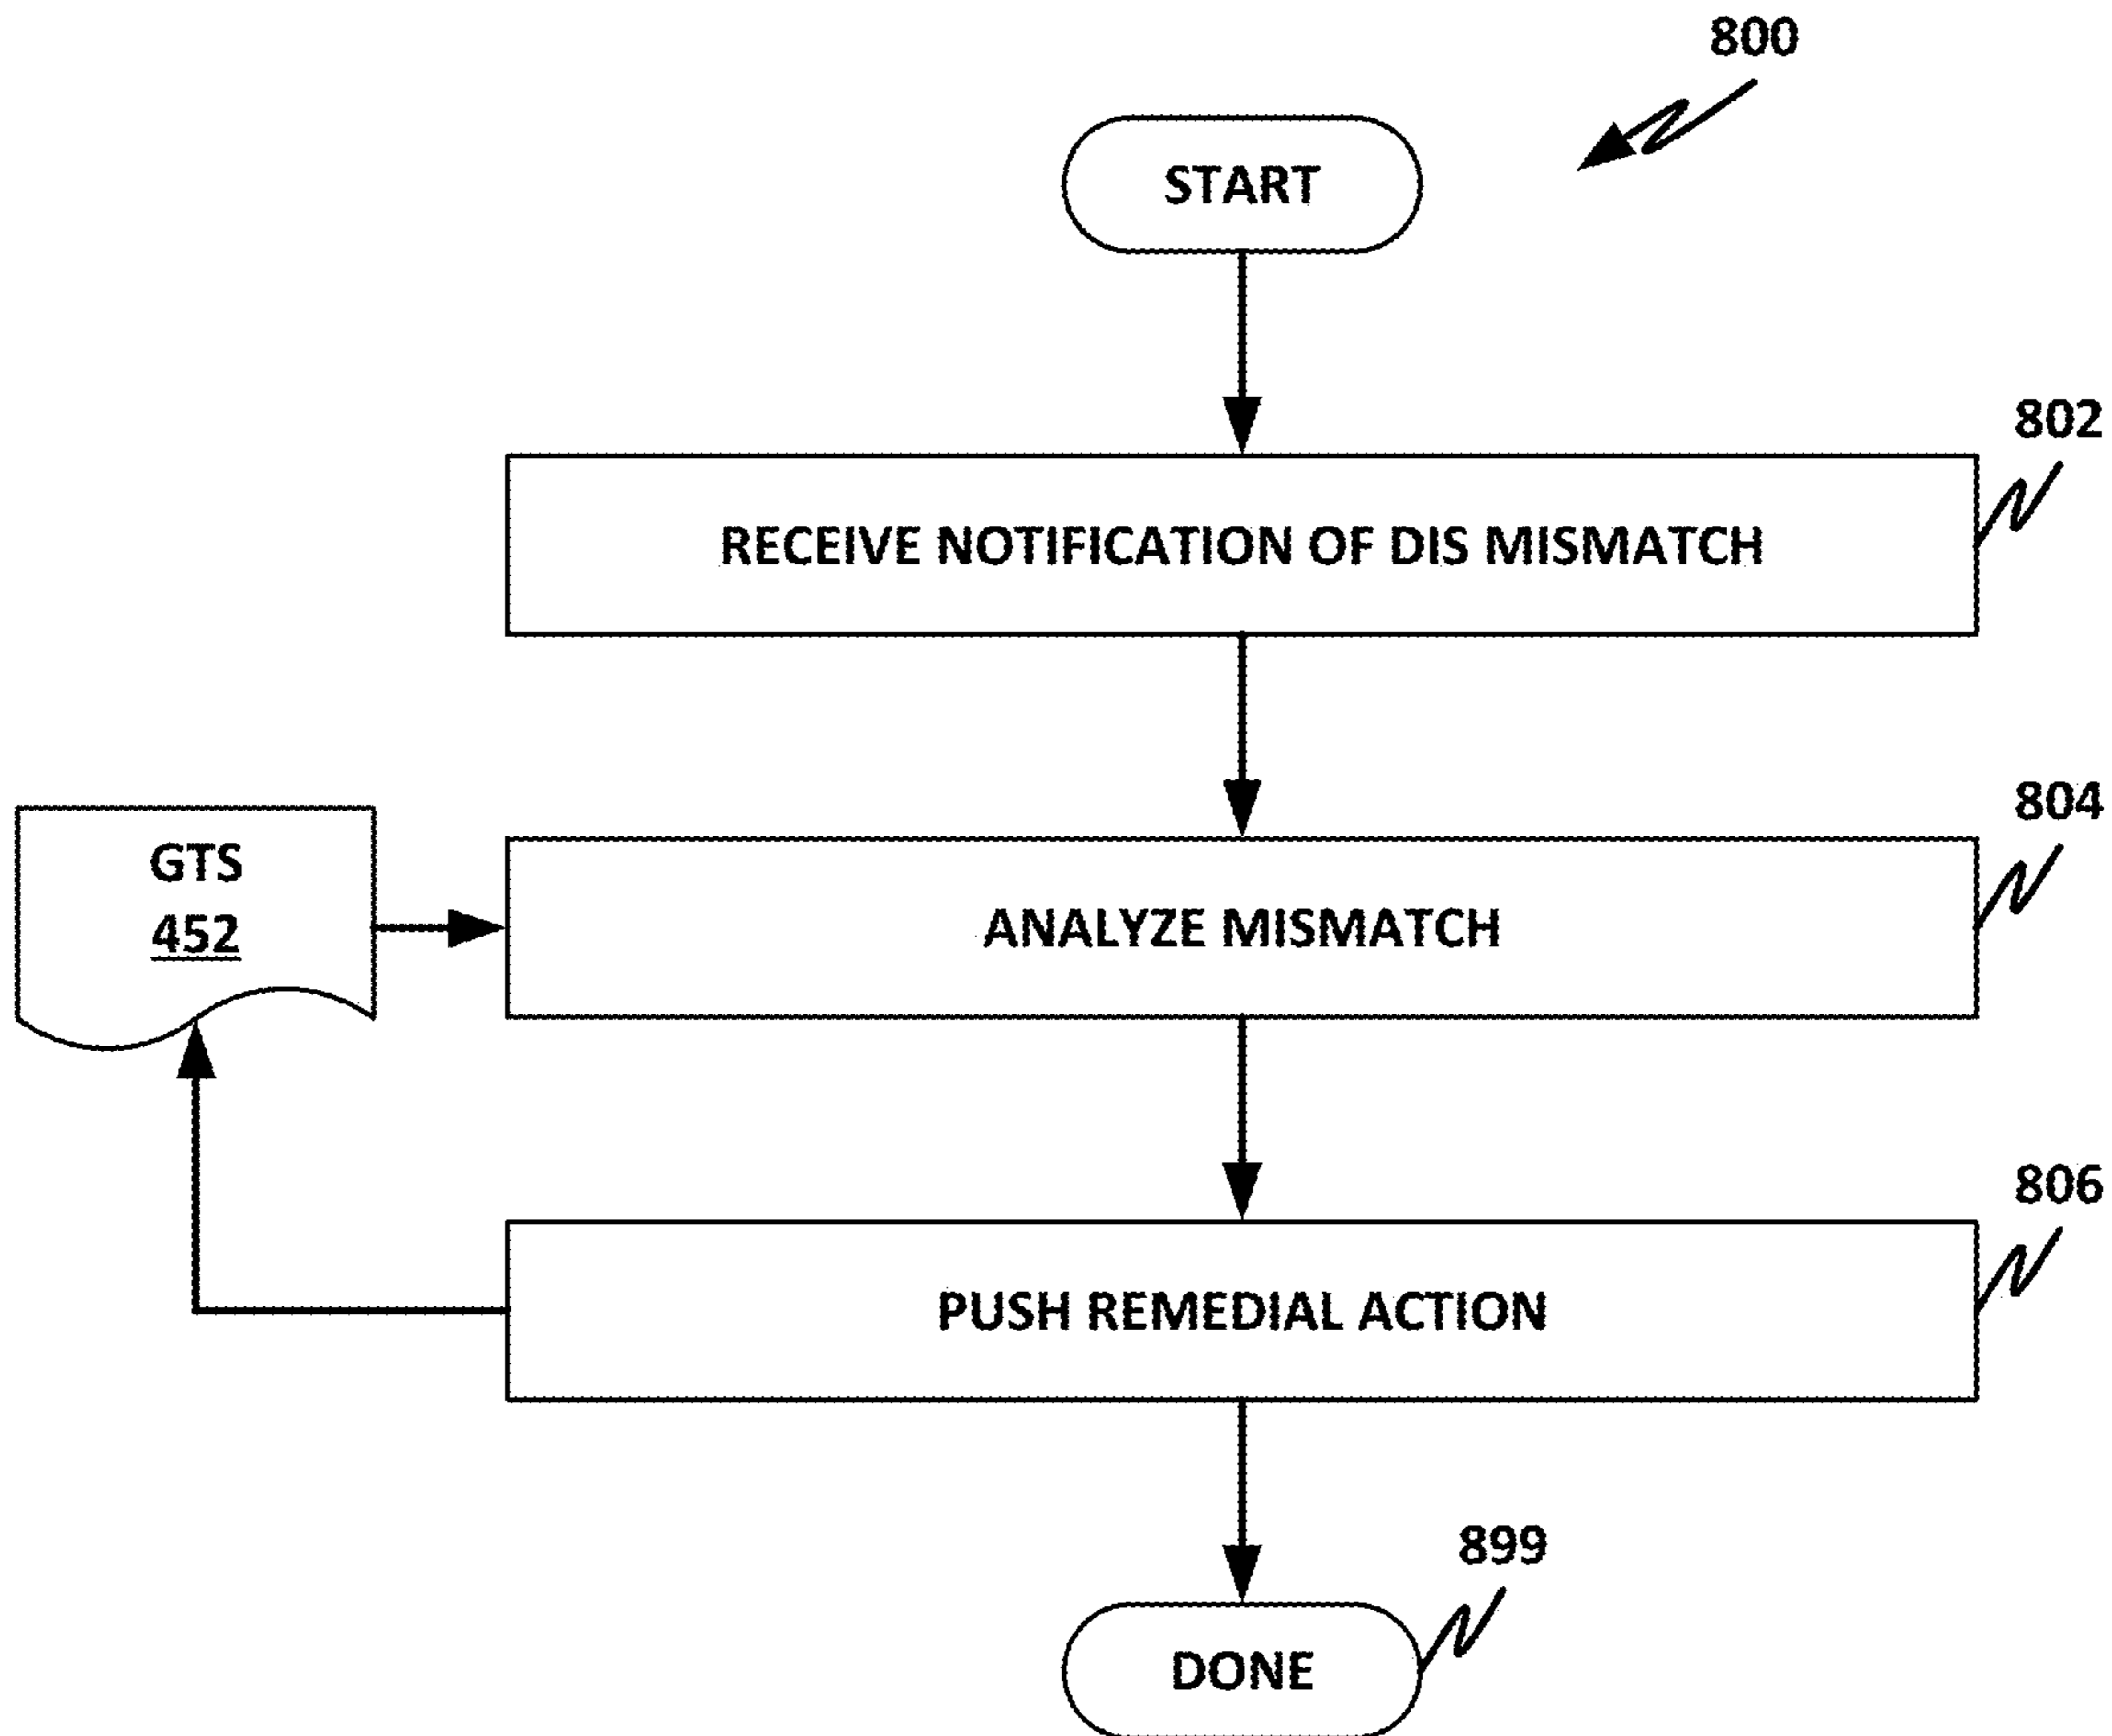 800
START
802
RECEIVE NOTIFICATION OF DIS MISMATCH
804
GTS
452
ANALYZE MISMATCH
806
PUSH REMEDIAL ACTION
899
DONE